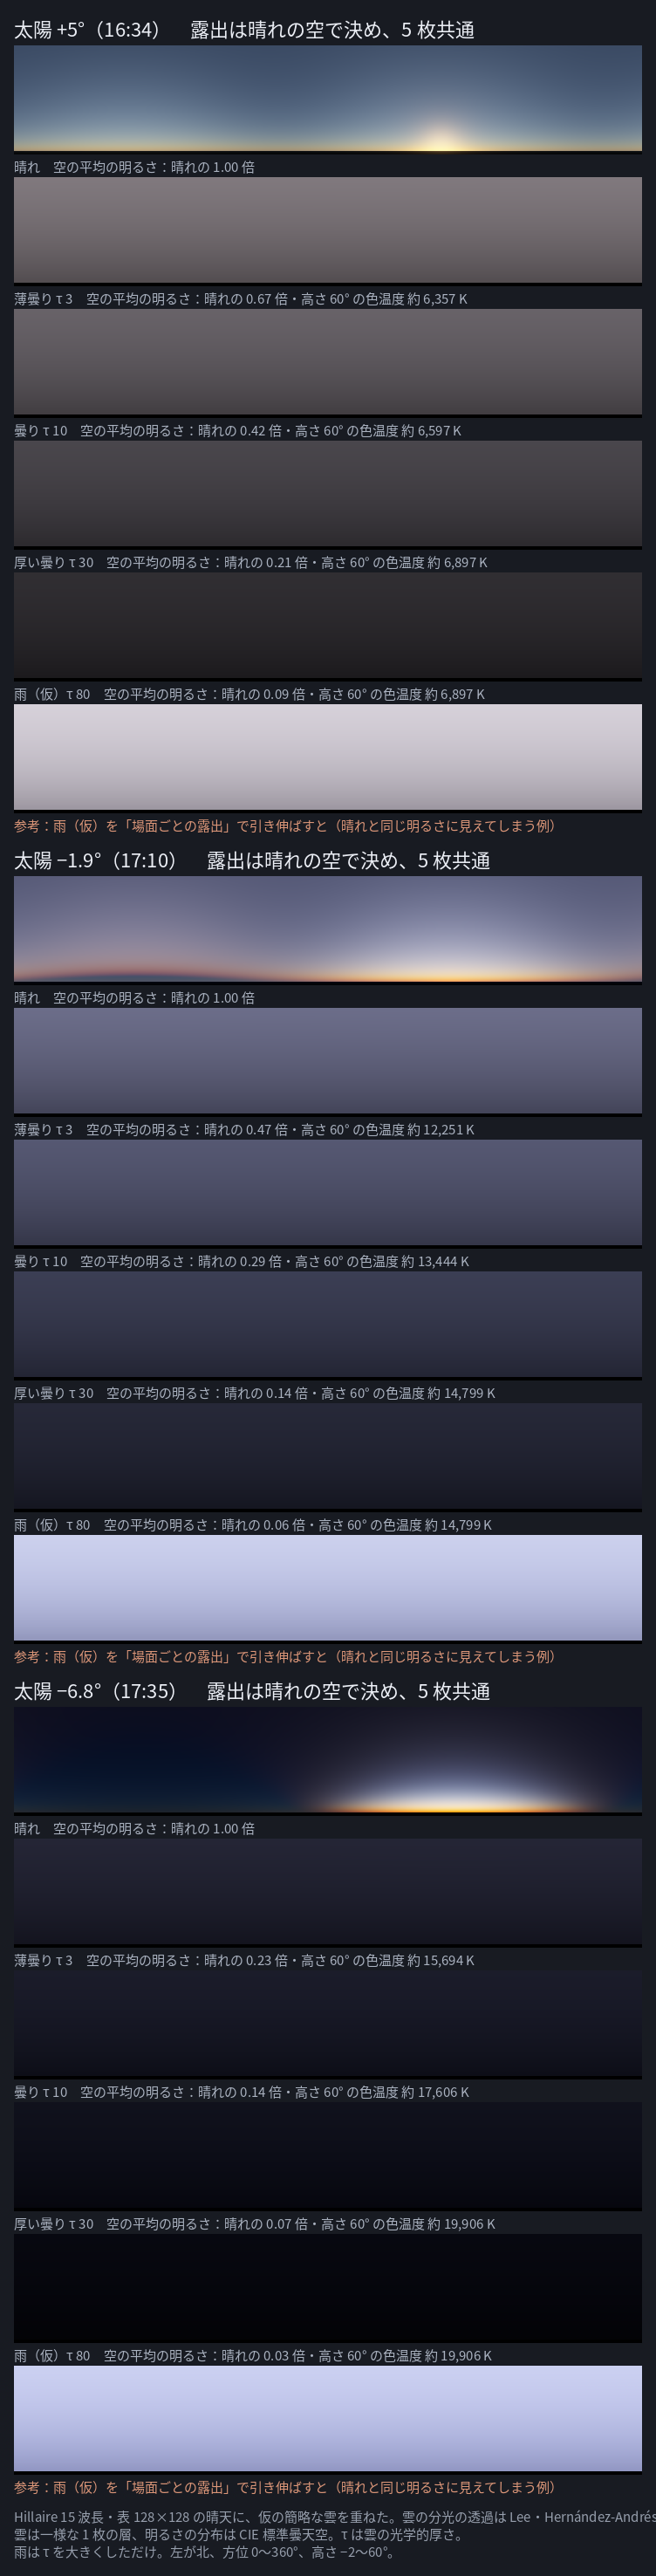 太陽 +5°（16:34）　露出は晴れの空で決め、5 枚共通
晴れ　空の平均の明るさ：晴れの 1.00 倍
薄曇り τ 3　空の平均の明るさ：晴れの 0.67 倍・高さ 60° の色温度 約 6,357 K
曇り τ 10　空の平均の明るさ：晴れの 0.42 倍・高さ 60° の色温度 約 6,597 K
厚い曇り τ 30　空の平均の明るさ：晴れの 0.21 倍・高さ 60° の色温度 約 6,897 K
雨（仮）τ 80　空の平均の明るさ：晴れの 0.09 倍・高さ 60° の色温度 約 6,897 K
参考：雨（仮）を「場面ごとの露出」で引き伸ばすと（晴れと同じ明るさに見えてしまう例）
太陽 −1.9°（17:10）　露出は晴れの空で決め、5 枚共通
晴れ　空の平均の明るさ：晴れの 1.00 倍
薄曇り τ 3　空の平均の明るさ：晴れの 0.47 倍・高さ 60° の色温度 約 12,251 K
曇り τ 10　空の平均の明るさ：晴れの 0.29 倍・高さ 60° の色温度 約 13,444 K
厚い曇り τ 30　空の平均の明るさ：晴れの 0.14 倍・高さ 60° の色温度 約 14,799 K
雨（仮）τ 80　空の平均の明るさ：晴れの 0.06 倍・高さ 60° の色温度 約 14,799 K
参考：雨（仮）を「場面ごとの露出」で引き伸ばすと（晴れと同じ明るさに見えてしまう例）
太陽 −6.8°（17:35）　露出は晴れの空で決め、5 枚共通
晴れ　空の平均の明るさ：晴れの 1.00 倍
薄曇り τ 3　空の平均の明るさ：晴れの 0.23 倍・高さ 60° の色温度 約 15,694 K
曇り τ 10　空の平均の明るさ：晴れの 0.14 倍・高さ 60° の色温度 約 17,606 K
厚い曇り τ 30　空の平均の明るさ：晴れの 0.07 倍・高さ 60° の色温度 約 19,906 K
雨（仮）τ 80　空の平均の明るさ：晴れの 0.03 倍・高さ 60° の色温度 約 19,906 K
参考：雨（仮）を「場面ごとの露出」で引き伸ばすと（晴れと同じ明るさに見えてしまう例）
Hillaire 15 波長・表 128×128 の晴天に、仮の簡略な雲を重ねた。雲の分光の透過は Lee・Hernández-Andrés
雲は一様な 1 枚の層、明るさの分布は CIE 標準曇天空。τ は雲の光学的厚さ。
雨は τ を大きくしただけ。左が北、方位 0〜360°、高さ −2〜60°。